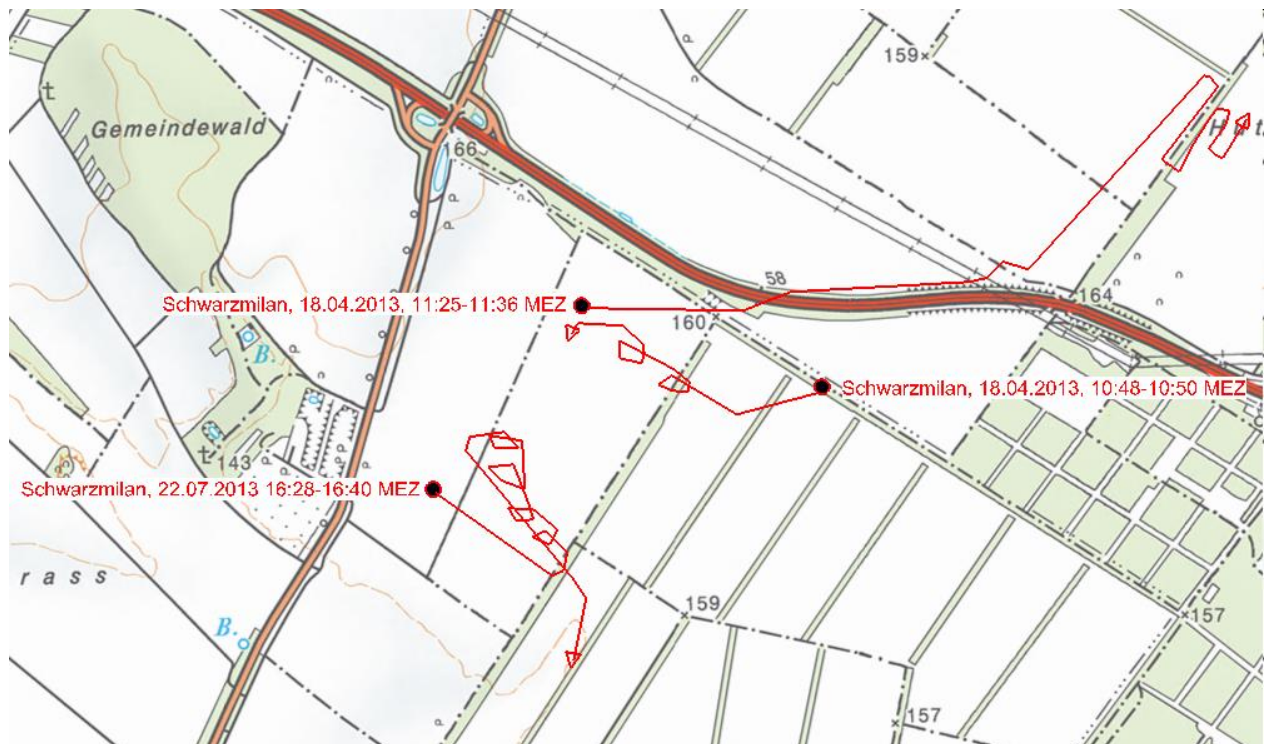 159
Gemeindewald
H u t
166
58
164
Schwarzmilan, 18.04.2013, 11:25-11:36 MEZ
160
B.
Schwarzmilan, 18.04.2013, 10:48-10:50 MEZ
143
Schwarzmilan, 22.07.2013 16:28-16:40 MEZ
r a s s
159
157
B.
157